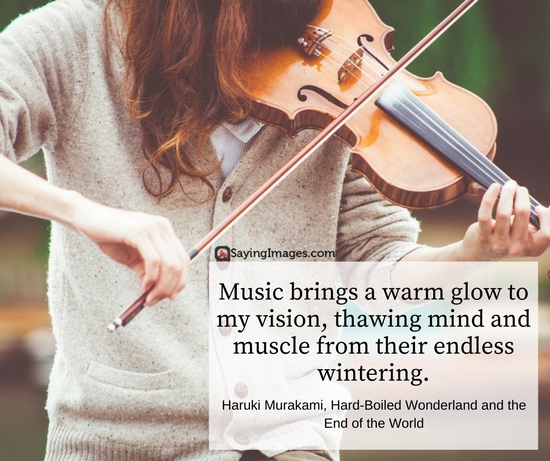 SayingImages.com
Music brings a warm glow to
my vision, thawing mind and
muscle from their endless
wintering.
Haruki Murakami, Hard-Boiled Wonderland and the
End of the World